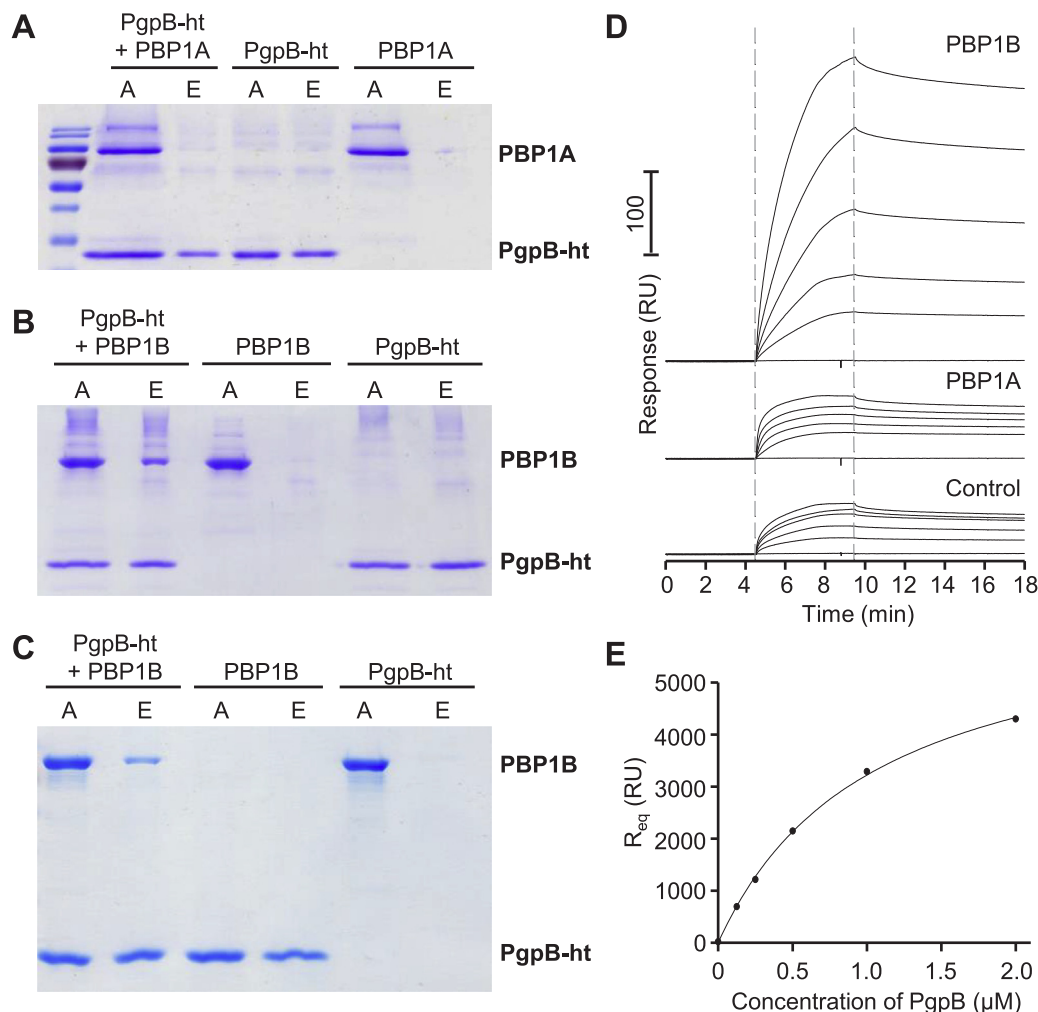 A
PgpB-ht
+ PBP1A
PgpB-ht
PBP1A
A E A E A E
PBP1A
PgpB-ht
B
PgpB-ht
+ PBP1B
PBP1B
PgpB-ht
A E A E A E
PBP1B
PgpB-ht
C
PgpB-ht
+ PBP1B
PBP1B
PgpB-ht
A E A E A E
PBP1B
PgpB-ht
D
PBP1B
100
Response (RU)
PBP1A
Control
0 2 4 6 8 10 12 14 16 18
Time (min)
E
5000
4000
3000
2000
1000
0
Req (RU)
0 0.5 1.0 1.5 2.0
Concentration of PgpB (µM)